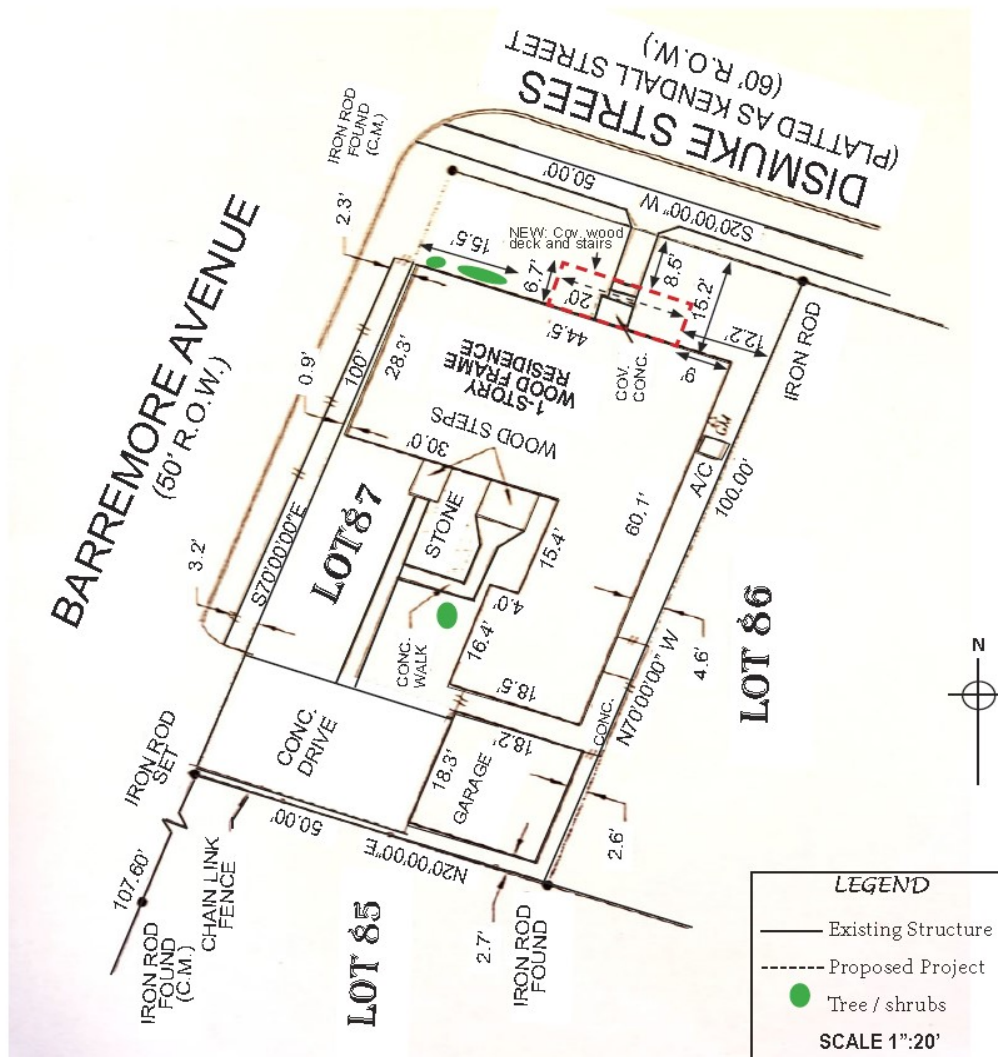 DISMUKE STREES
(PLATTED AS KENDALL STREET
(60' R.O.W.)
IRON ROD
FOUND
(C.M.)
50.00'
S20°00'00" W
2.3'
BARREMORE AVENUE
(50' R.O.W.)
15.5'
NEW: Cov. wood
deck and stairs
6.7'
20'
8.5'
15.2'
12.2'
44.5'
9'
COV.
CONC.
IRON ROD
0.9'
100'
28.3'
1-STORY
WOOD FRAME
RESIDENCE
WOOD STEPS
30.0'
GM
A/C
100.00'
3.2'
S70°00'00"E
LOT 87
STONE
15.4'
60.1'
4.0'
16.4'
CONC.
WALK
18.5'
4.6'
N70°00'00" W
LOT 86
N
IRON ROD
SET
CONC.
DRIVE
CONC.
18.2'
18.3'
GARAGE
2.6'
107.60'
50.00'
N20°00'00"E
CHAIN LINK
FENCE
IRON ROD
FOUND
(C.M.)
LOT 85
2.7'
IRON ROD
FOUND
LEGEND
Existing Structure
Proposed Project
Tree / shrubs
SCALE 1":20'